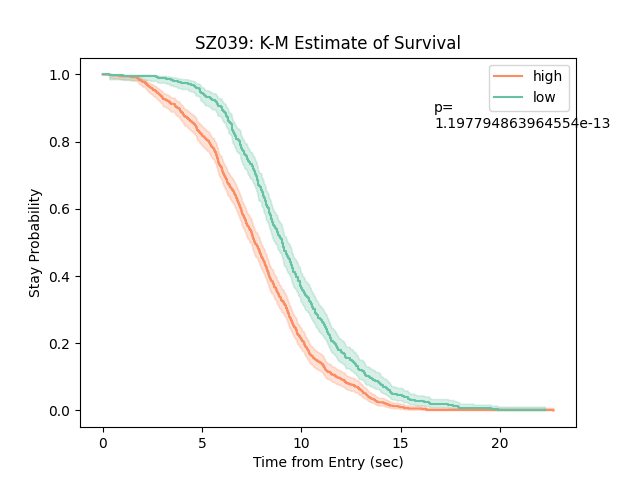 SZ039: K-M Estimate of Survival
high
low
p=
1.197794863964554e-13
Stay Probability
1.0
0.8
0.6
0.4
0.2
0.0
0
5
10
15
20
Time from Entry (sec)